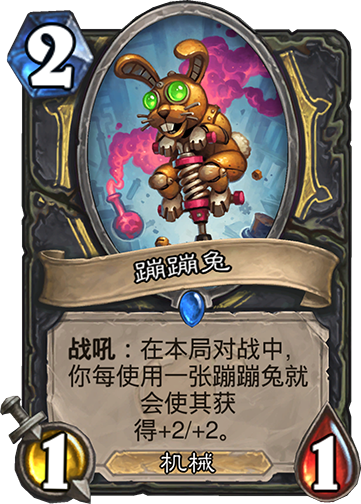 2
蹦蹦兔
战吼：在本局对战中，
你每使用一张蹦蹦兔就
会使其获
得+2/+2。
1
机械
1